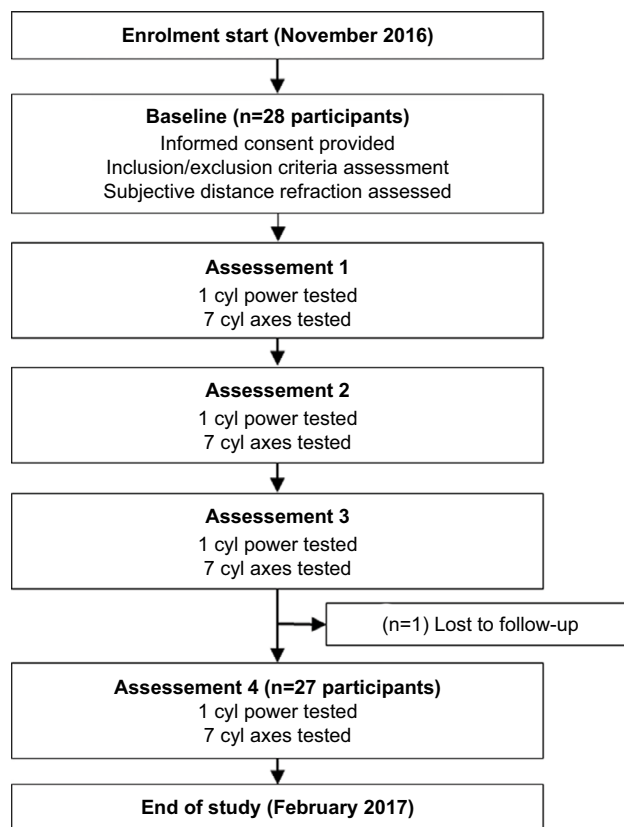 Enrolment start (November 2016)
Baseline (n=28 participants)
Informed consent provided
Inclusion/exclusion criteria assessment
Subjective distance refraction assessed
Assessement 1
1 cyl power tested
7 cyl axes tested
Assessement 2
1 cyl power tested
7 cyl axes tested
Assessement 3
1 cyl power tested
7 cyl axes tested
(n=1) Lost to follow-up
Assessement 4 (n=27 participants)
1 cyl power tested
7 cyl axes tested
End of study (February 2017)